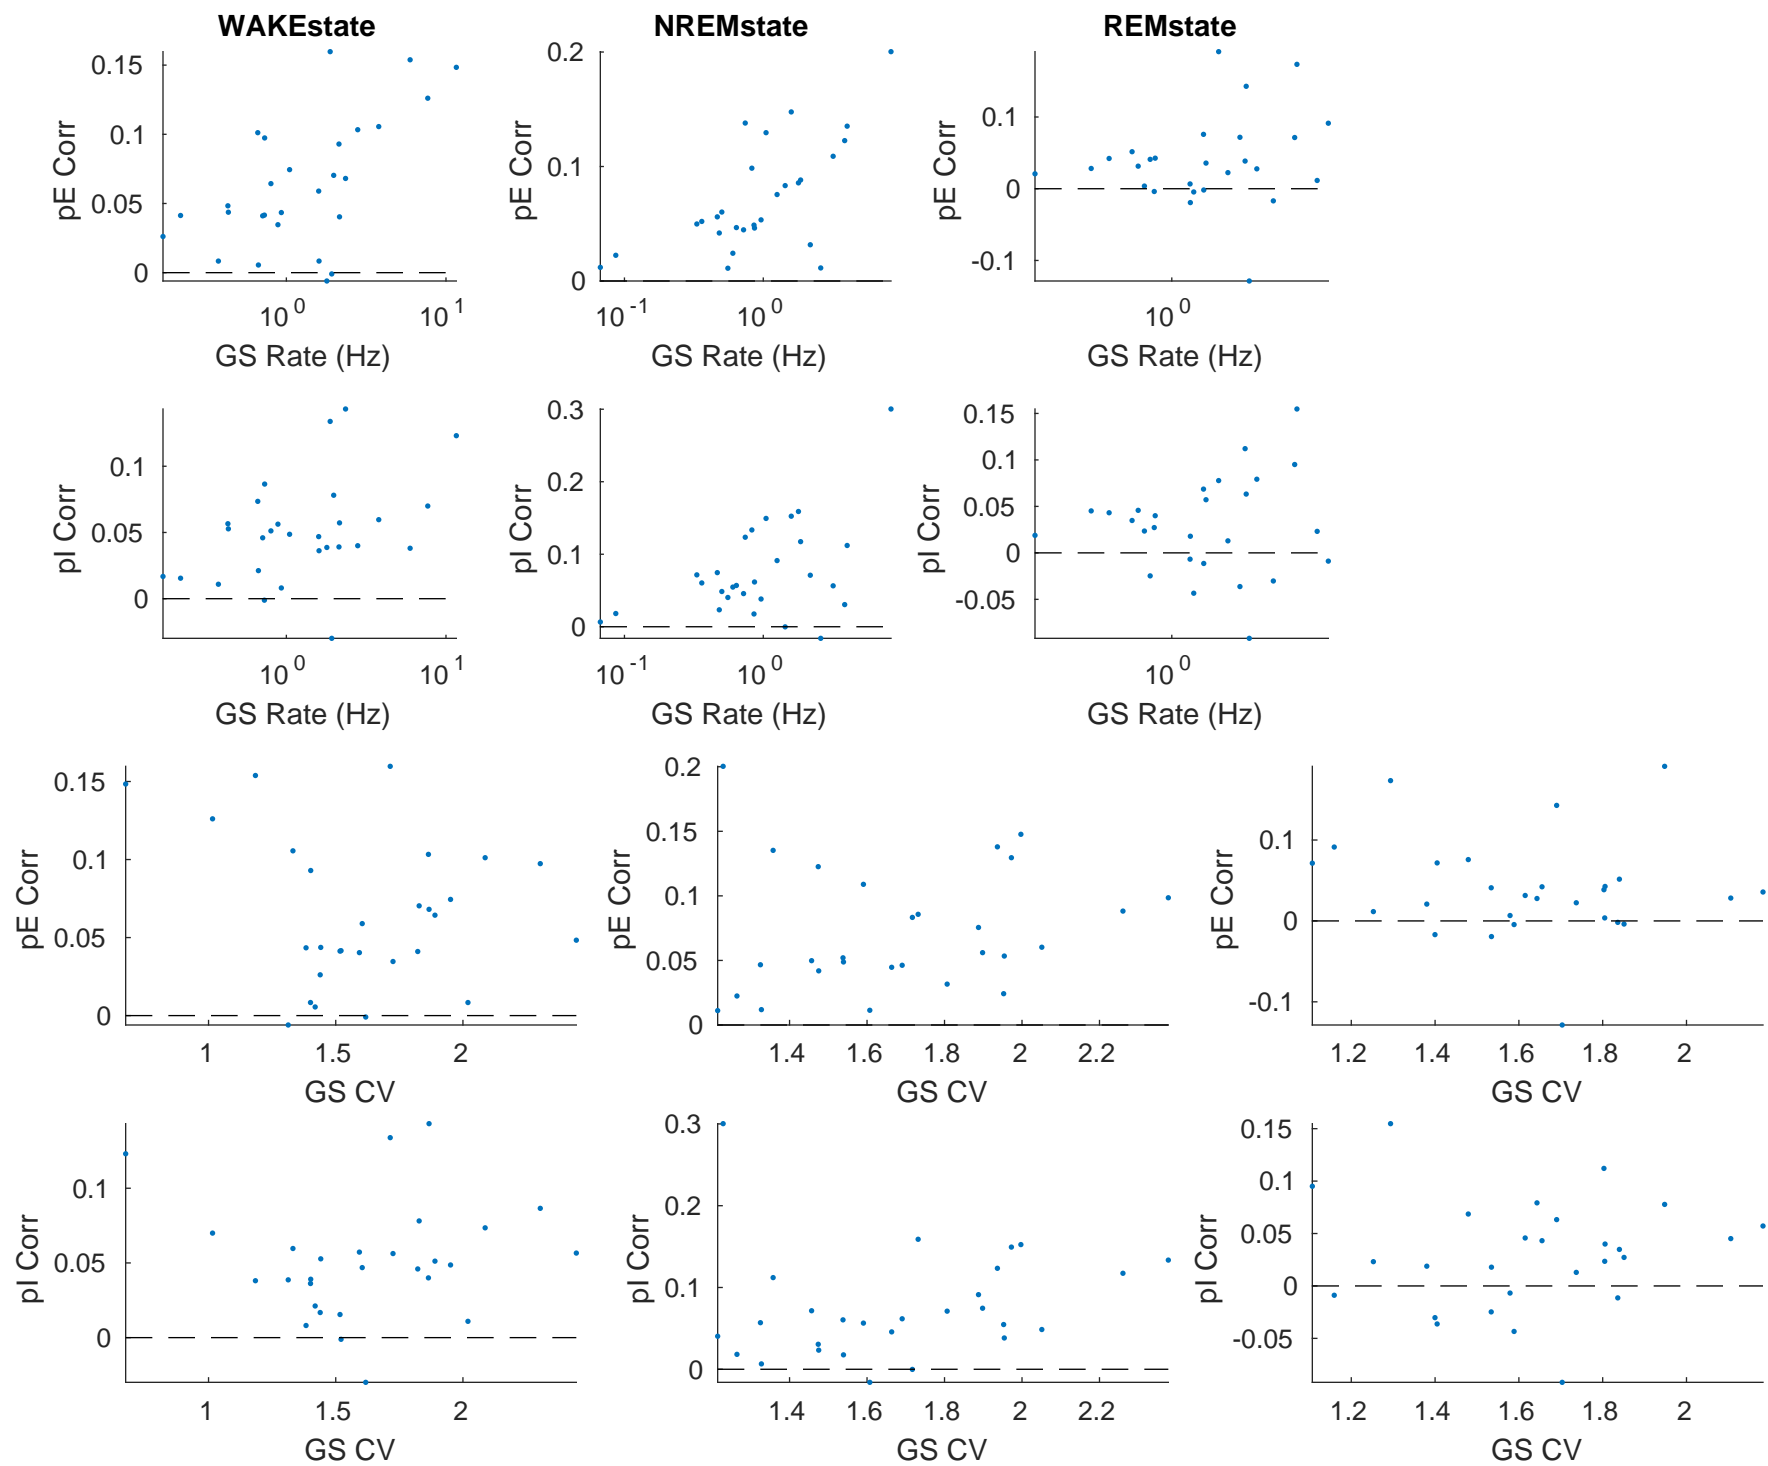 WAKEstate NREMstate REMstate
0.15
0.1
0.05
0
pE Corr
10^0 10^1
GS Rate (Hz)
0.2
0.1
0
pE Corr
10^-1 10^0
GS Rate (Hz)
0.1
0
-0.1
pE Corr
10^0
GS Rate (Hz)
0.1
0.05
0
pI Corr
10^0 10^1
GS Rate (Hz)
0.3
0.2
0.1
0
pI Corr
10^-1 10^0
GS Rate (Hz)
0.15
0.1
0.05
0
-0.05
pI Corr
10^0
GS Rate (Hz)
0.15
0.1
0.05
0
pE Corr
1 1.5 2
GS CV
0.2
0.15
0.1
0.05
0
pE Corr
1.4 1.6 1.8 2 2.2
GS CV
0.1
0
-0.1
pE Corr
1.2 1.4 1.6 1.8 2
GS CV
0.1
0.05
0
pI Corr
1 1.5 2
GS CV
0.3
0.2
0.1
0
pI Corr
1.4 1.6 1.8 2 2.2
GS CV
0.15
0.1
0.05
0
-0.05
pI Corr
1.2 1.4 1.6 1.8 2
GS CV